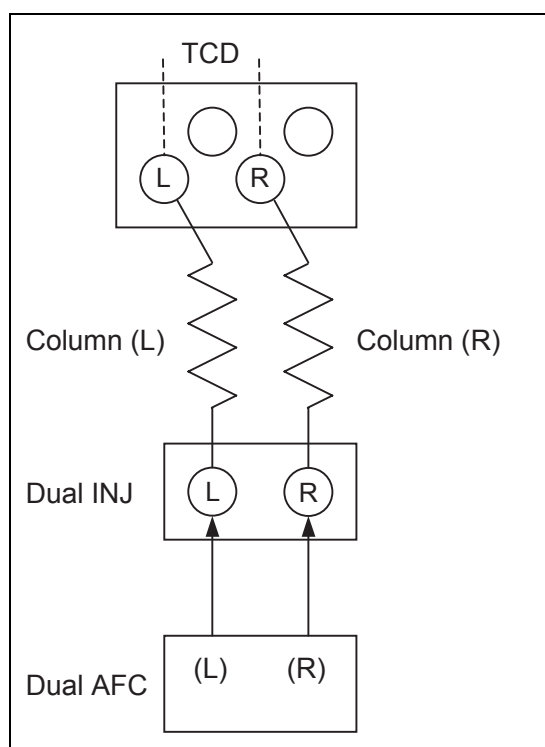 TCD
L R
Column (L) Column (R)
Dual INJ L R
Dual AFC (L) (R)